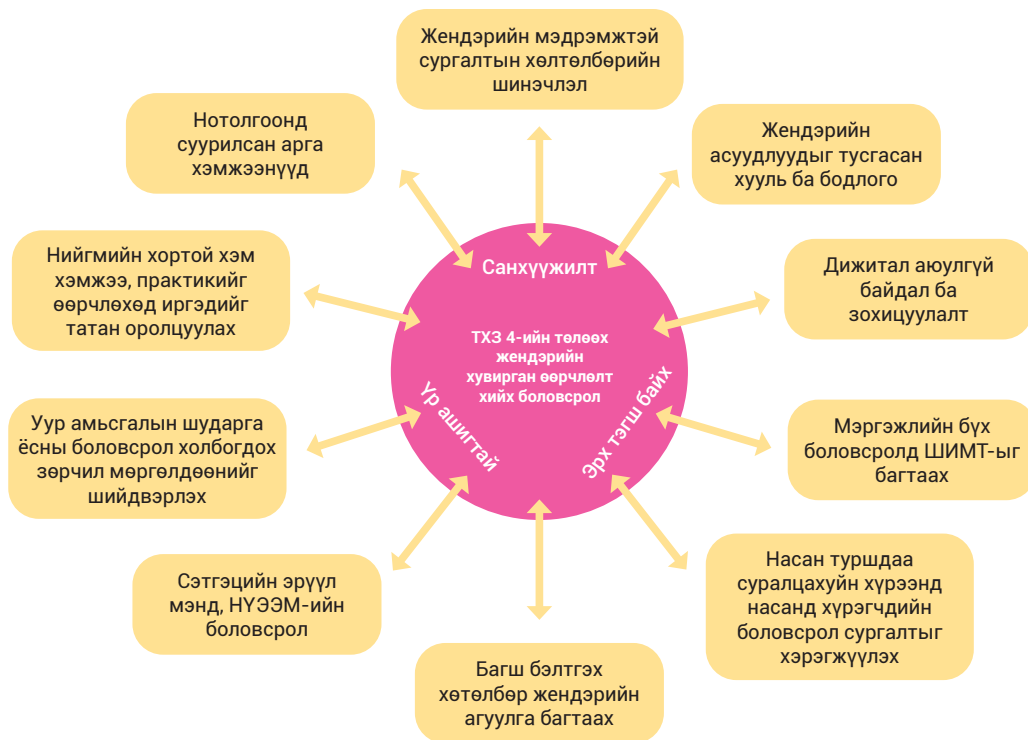 Жендэрийн мэдрэмжтэй
сургалтын хөлтөлбөрийн
шинэчлэл
Нотолгоонд
суурилсан арга
хэмжээнүүд
Жендэрийн
асуудлуудыг тусгасан
хууль ба бодлого
Нийгмийн хортой хэм
хэмжээ, практикийг
өөрчлөхөд иргэдийг
татан оролцуулах
Дижитал аюулгүй
байдал ба
зохицуулалт
Санхүүжилт
ТХЗ 4-ийн төлөөх
жендэрийн
хувирган өөрчлөлт
хийх боловсрол
Үр ашигтай
Эрх тэгш байх
Уур амьсгалын шударга
ёсны боловсрол холбогдох
зөрчил мөргөлдөөнийг
шийдвэрлэх
Мэргэжлийн бүх
боловсролд ШИМТ-ыг
багтаах
Сэтгэцийн эрүүл
мэнд, НҮЭЭМ-ийн
боловсрол
Насан туршдаа
суралцахуйн хүрээнд
насанд хүрэгчдийн
боловсрол сургалтыг
хэрэгжүүлэх
Багш бэлтгэх
хөтөлбөр жендэрийн
агуулга багтаах